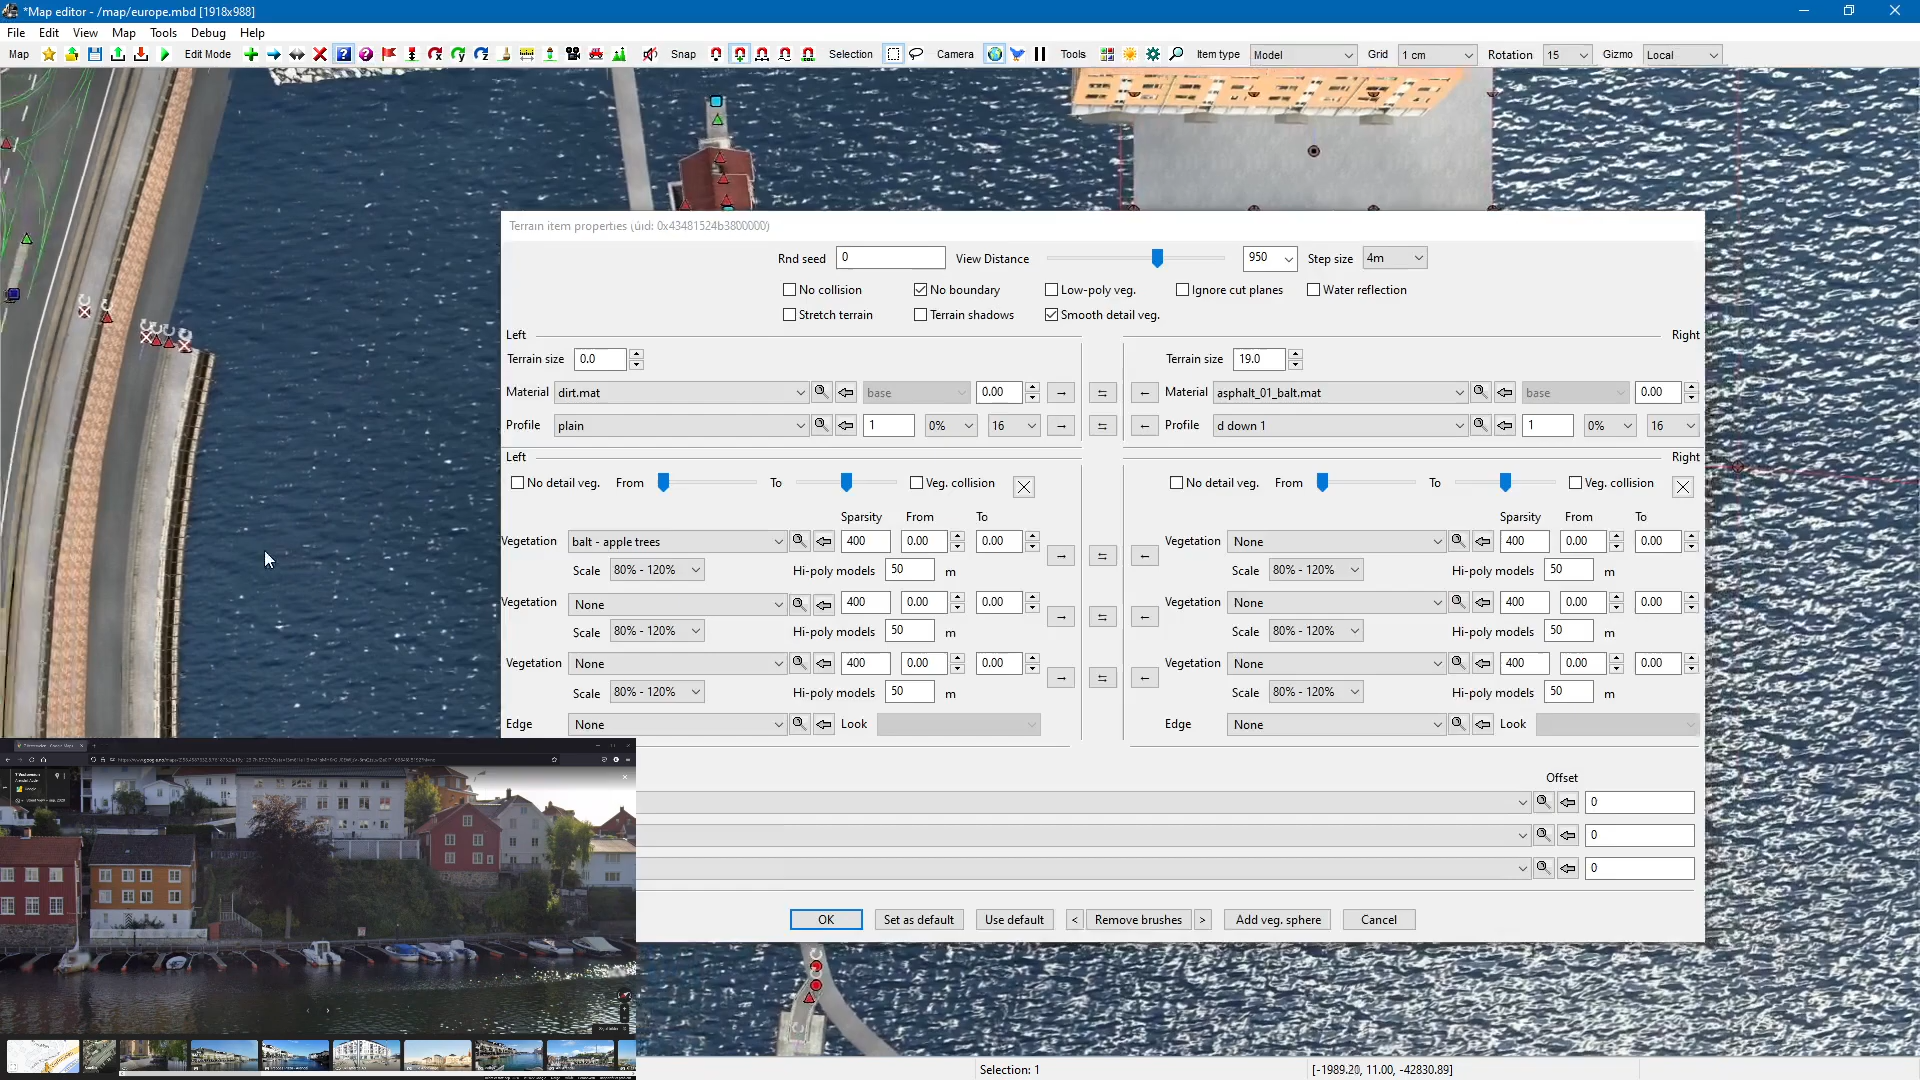 *Map editor - /map/europe.mbd [1918x988]
File Edit View Map Tools Debug Help
Map Edit Mode Snap Selection Camera Tools Item type Model Grid 1 cm Rotation 15 Gizmo Local
Terrain item properties (uid: 0x43481524b3800000)
Rnd seed 0 View Distance 950 Step size 4m
No collision No boundary Low-poly veg. Ignore cut planes Water reflection
Stretch terrain Terrain shadows Smooth detail veg.
Left Right
Terrain size 0.0 Terrain size 19.0
Material dirt.mat base 0.00 → ⇆ ← Material asphalt_01_balt.mat base 0.00
Profile plain 1 0% 16 → ⇆ ← Profile d down 1 1 0% 16
Left Right
No detail veg. From To Veg. collision No detail veg. From To Veg. collision
Sparsity From To Sparsity From To
Vegetation balt - apple trees 400 0.00 0.00 → ⇆ ← Vegetation None 400 0.00 0.00
Scale 80% - 120% Hi-poly models 50 m Scale 80% - 120% Hi-poly models 50 m
Vegetation None 400 0.00 0.00 → ⇆ ← Vegetation None 400 0.00 0.00
Scale 80% - 120% Hi-poly models 50 m Scale 80% - 120% Hi-poly models 50 m
Vegetation None 400 0.00 0.00 → ⇆ ← Vegetation None 400 0.00 0.00
Scale 80% - 120% Hi-poly models 50 m Scale 80% - 120% Hi-poly models 50 m
Edge None Look Edge None Look
Offset
0
0
0
OK Set as default Use default < Remove brushes > Add veg. sphere Cancel
Selection: 1 [-1989.20, 11.00, -42830.89]